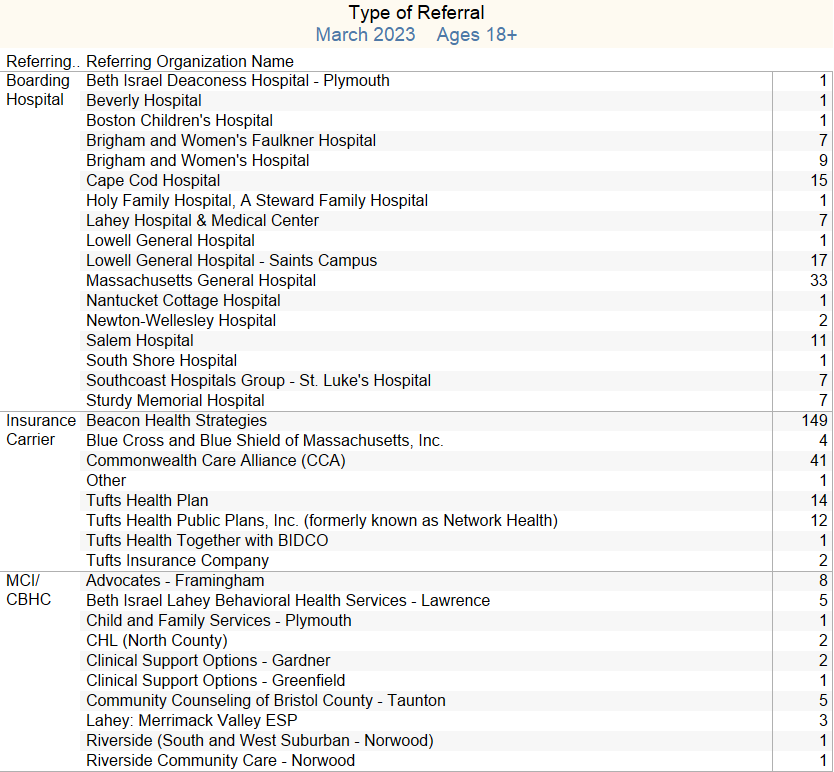 Type of Referral
March 2023 Ages 18+
Referring.. Referring Organization Name
Boarding Hospital
Beth Israel Deaconess Hospital - Plymouth 1
Beverly Hospital 1
Boston Children's Hospital 1
Brigham and Women's Faulkner Hospital 7
Brigham and Women's Hospital 9
Cape Cod Hospital 15
Holy Family Hospital, A Steward Family Hospital 1
Lahey Hospital & Medical Center 7
Lowell General Hospital 1
Lowell General Hospital - Saints Campus 17
Massachusetts General Hospital 33
Nantucket Cottage Hospital 1
Newton-Wellesley Hospital 2
Salem Hospital 11
South Shore Hospital 1
Southcoast Hospitals Group - St. Luke's Hospital 7
Sturdy Memorial Hospital 7
Insurance Carrier
Beacon Health Strategies 149
Blue Cross and Blue Shield of Massachusetts, Inc. 4
Commonwealth Care Alliance (CCA) 41
Other 1
Tufts Health Plan 14
Tufts Health Public Plans, Inc. (formerly known as Network Health) 12
Tufts Health Together with BIDCO 1
Tufts Insurance Company 2
MCI/ CBHC
Advocates - Framingham 8
Beth Israel Lahey Behavioral Health Services - Lawrence 5
Child and Family Services - Plymouth 1
CHL (North County) 2
Clinical Support Options - Gardner 2
Clinical Support Options - Greenfield 1
Community Counseling of Bristol County - Taunton 5
Lahey: Merrimack Valley ESP 3
Riverside (South and West Suburban - Norwood) 1
Riverside Community Care - Norwood 1